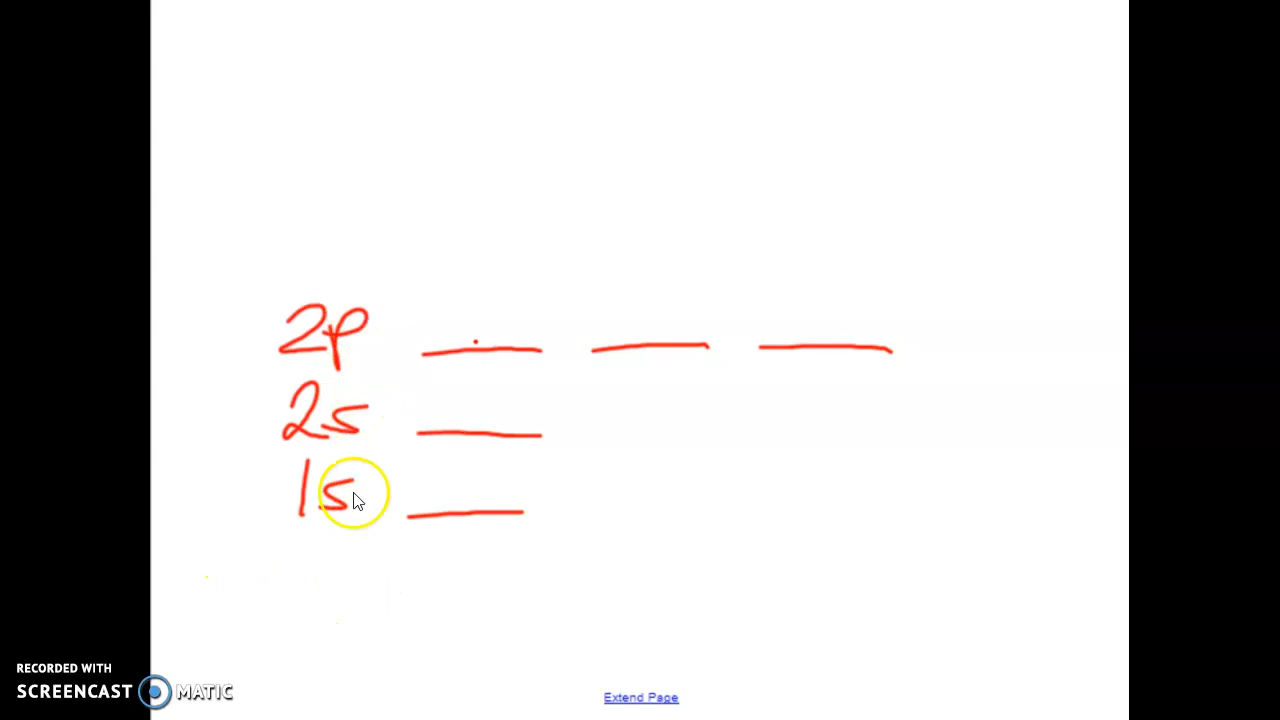 2p
2s
1s
RECORDED WITH
SCREENCAST MATIC
Extend Page